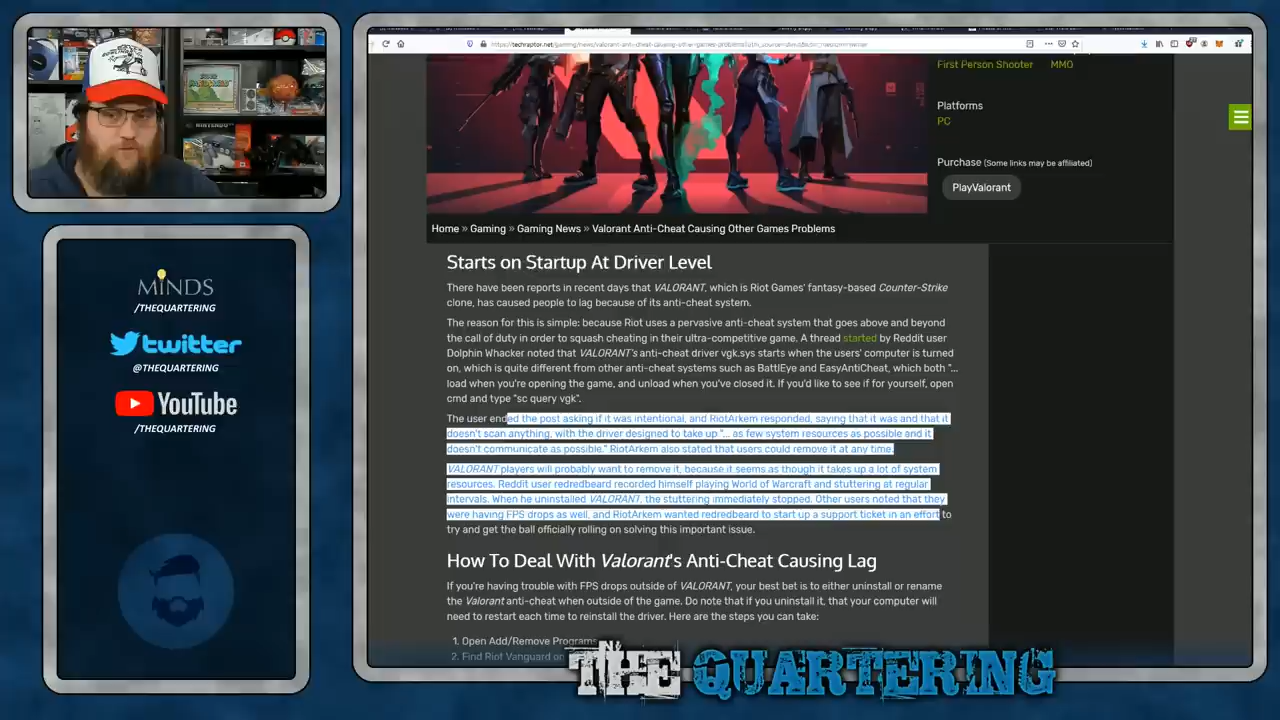 MINDS
/THEQUARTERING
twitter
@THEQUARTERING
YouTube
/THEQUARTERING
First Person Shooter MMO
Platforms
PC
Purchase (Some links may be affiliated)
PlayValorant
Home » Gaming » Gaming News » Valorant Anti-Cheat Causing Other Games Problems
Starts on Startup At Driver Level
There have been reports in recent days that VALORANT, which is Riot Games' fantasy-based Counter-Strike
clone, has caused people to lag because of its anti-cheat system.
The reason for this is simple: because Riot uses a pervasive anti-cheat system that goes above and beyond
the call of duty in order to squash cheating in their ultra-competitive game. A thread started by Reddit user
Dolphin Whacker noted that VALORANT's anti-cheat driver vgk.sys starts when the users' computer is turned
on, which is quite different from other anti-cheat systems such as BattlEye and EasyAntiCheat, which both "...
load when you're opening the game, and unload when you've closed it. If you'd like to see if for yourself, open
cmd and type "sc query vgk".
The user ended the post asking if it was intentional, and RiotArkem responded, saying that it was and that it
doesn't scan anything, with the driver designed to take up "... as few system resources as possible and it
doesn't communicate as possible." RiotArkem also stated that users could remove it at any time.
VALORANT players will probably want to remove it, because it seems as though it takes up a lot of system
resources. Reddit user redredbeard recorded himself playing World of Warcraft and stuttering at regular
intervals. When he uninstalled VALORANT, the stuttering immediately stopped. Other users noted that they
were having FPS drops as well, and RiotArkem wanted redredbeard to start up a support ticket in an effort to
try and get the ball officially rolling on solving this important issue.
How To Deal With Valorant's Anti-Cheat Causing Lag
If you're having trouble with FPS drops outside of VALORANT, your best bet is to either uninstall or rename
the Valorant anti-cheat when outside of the game. Do note that if you uninstall it, that your computer will
need to restart each time to reinstall the driver. Here are the steps you can take:
1. Open Add/Remove Programs
2. Find Riot Vanguard on
THE QUARTERING